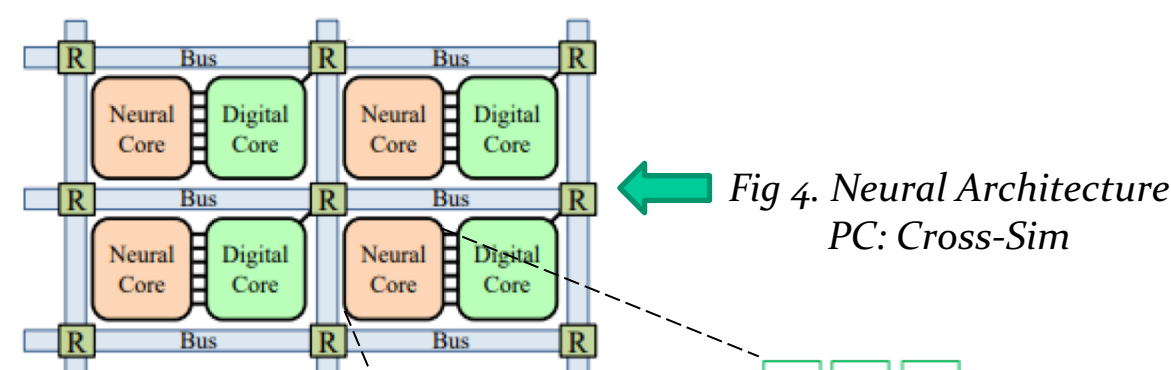 R Bus R Bus R
Neural Digital Neural Digital
Core Core Core Core
R Bus R Bus R
Fig 4. Neural Architecture
PC: Cross-Sim
Neural Digital Neural Digital
Core Core Core Core
R Bus R Bus R